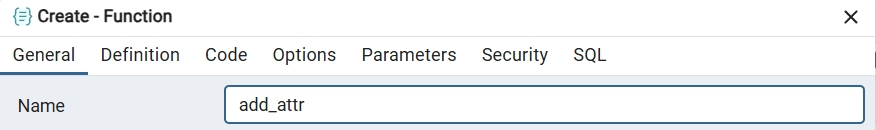 Create - Function
General Definition Code Options Parameters Security SQL
Name add_attr